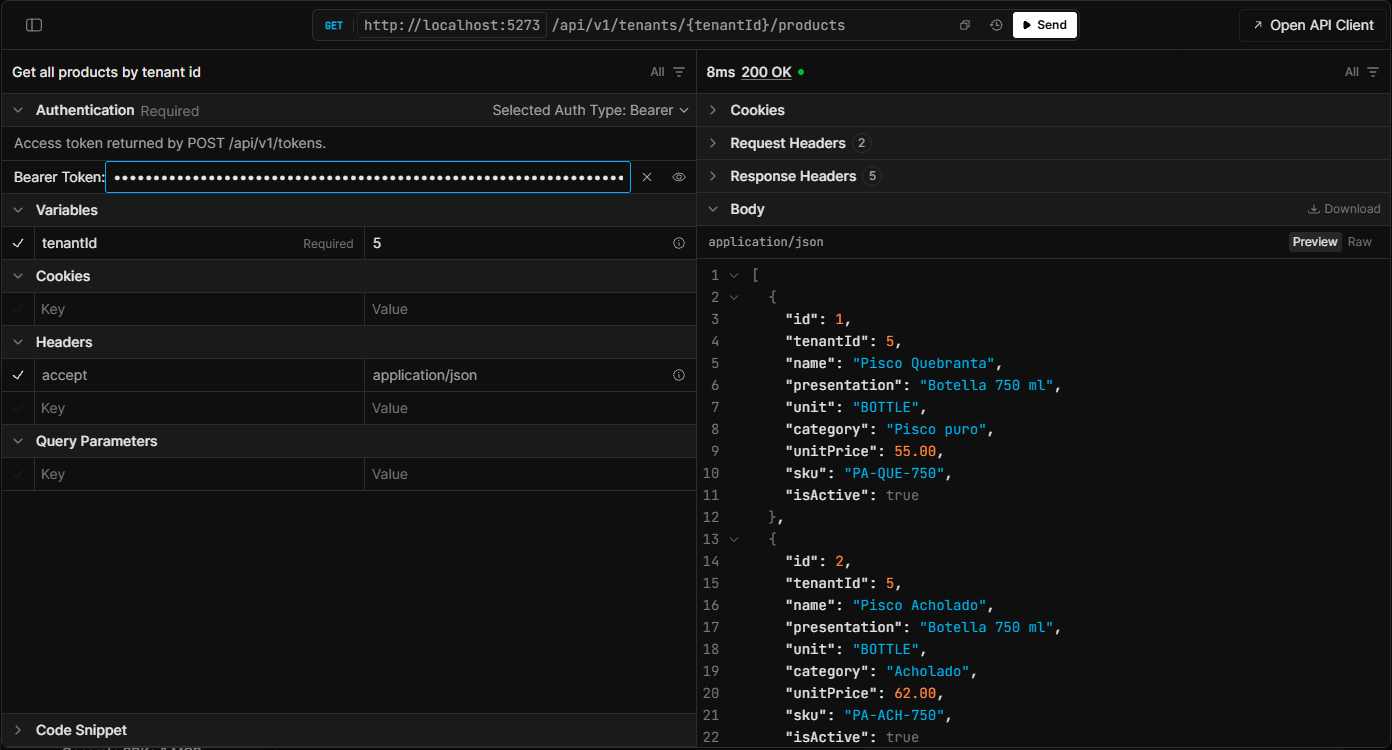 GET http://localhost:5273 /api/v1/tenants/{tenantId}/products Send Open API Client
Get all products by tenant id All
Authentication Required Selected Auth Type: Bearer
Access token returned by POST /api/v1/tokens.
Bearer Token: ••••••••••••••••••••••••••••••••••••••••••••••••••••••••••••••••
Variables
tenantId Required 5
Cookies
Key Value
Headers
accept application/json
Key Value
Query Parameters
Key Value
Code Snippet
8ms 200 OK All
Cookies
Request Headers 2
Response Headers 5
Body Download
application/json Preview Raw
1 [
2 {
3 "id": 1,
4 "tenantId": 5,
5 "name": "Pisco Quebranta",
6 "presentation": "Botella 750 ml",
7 "unit": "BOTTLE",
8 "category": "Pisco puro",
9 "unitPrice": 55.00,
10 "sku": "PA-QUE-750",
11 "isActive": true
12 },
13 {
14 "id": 2,
15 "tenantId": 5,
16 "name": "Pisco Acholado",
17 "presentation": "Botella 750 ml",
18 "unit": "BOTTLE",
19 "category": "Acholado",
20 "unitPrice": 62.00,
21 "sku": "PA-ACH-750",
22 "isActive": true